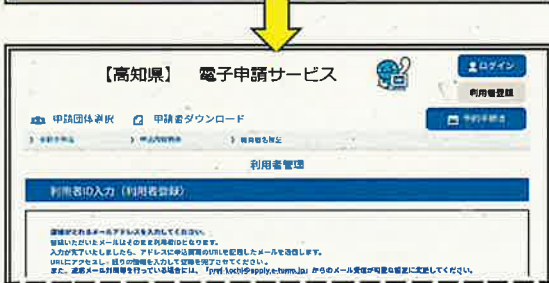 【高知県】 電子申請サービス
ログイン
利用者登録
申請団体選択 申請書ダウンロード
予約手続き
利用者管理
利用者ID入力（利用者登録）
連絡がとれるメールアドレスを入力してください。
登録いただいたメールはそのまま利用者IDとなります。
入力が完了いたしましたら、アドレスに申込画面のURLを記載したメールを送信します。
URLにアクセスし、残りの情報を入力して登録を完了させてください。
また、迷惑メール対策等を行っている場合には、「pref-kochi@apply.e-tumo.jp」からのメール受信が可能な設定に変更してください。